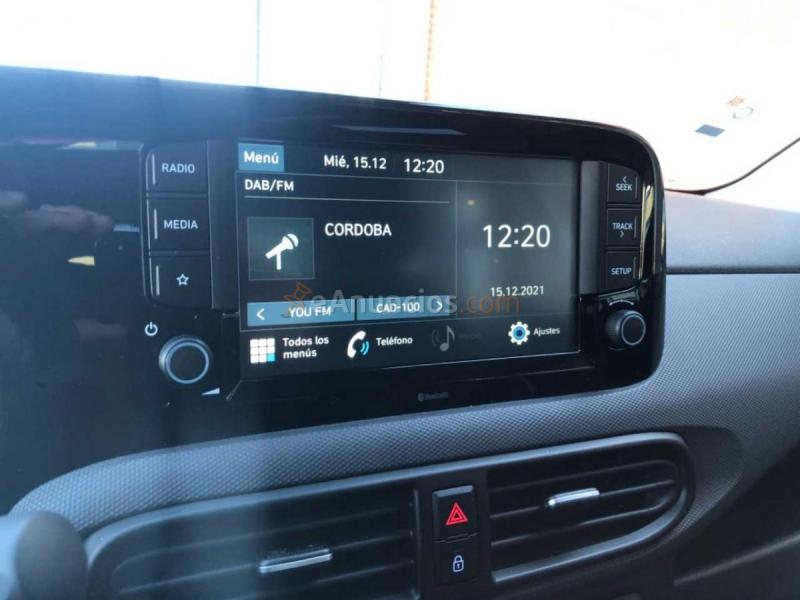 RADIO
MEDIA
Menú
Mié, 15.12 12:20
DAB/FM
CORDOBA
12:20
15.12.2021
YOU FM CAD-100
Todos los menús
Teléfono
Ajustes
SEEK
TRACK
SETUP
eAnuncios.com
Bluetooth